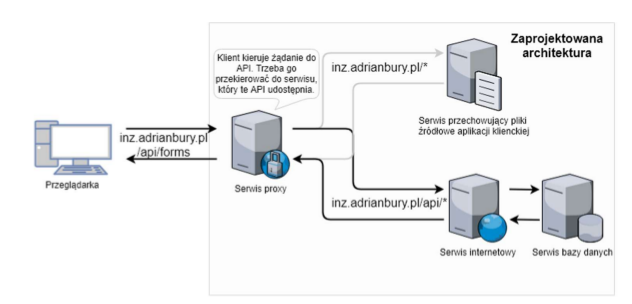 Zaprojektowana
architektura
Klient kieruje żądanie do
API. Trzeba go
przekierować do serwisu,
który te API udostępnia.
inz.adrianbury.pl/*
Serwis przechowujący pliki
źródłowe aplikacji klienckiej
inz.adrianbury.pl
/api/forms
Przeglądarka
Serwis proxy
inz.adrianbury.pl/api/*
Serwis internetowy
Serwis bazy danych